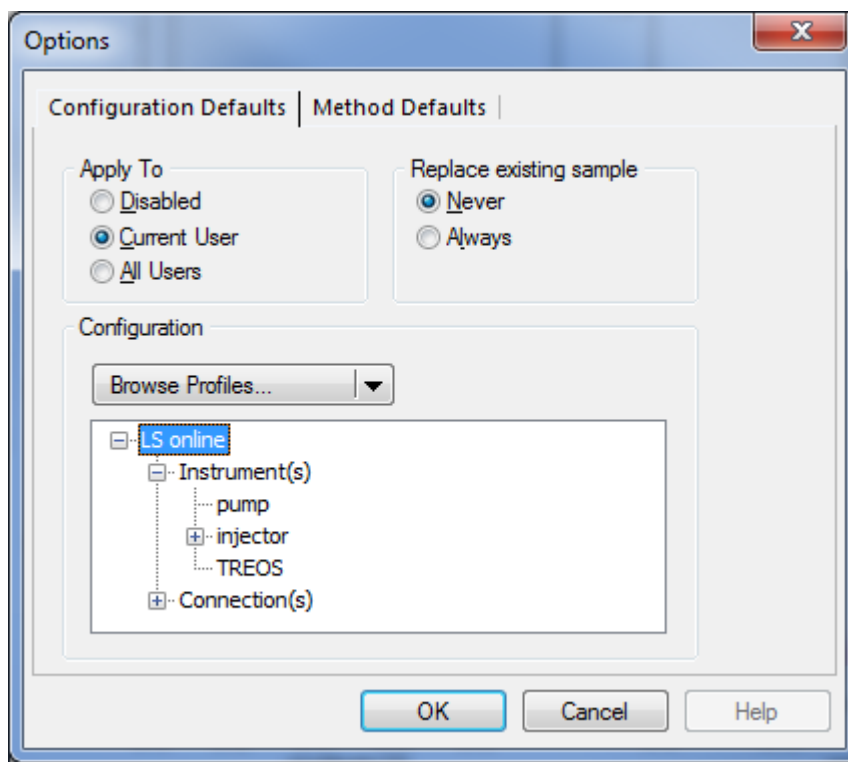 Options
Configuration Defaults
Method Defaults
Apply To
Disabled
Current User
All Users
Replace existing sample
Never
Always
Configuration
Browse Profiles...
LS online
Instrument(s)
pump
injector
TREOS
Connection(s)
OK
Cancel
Help